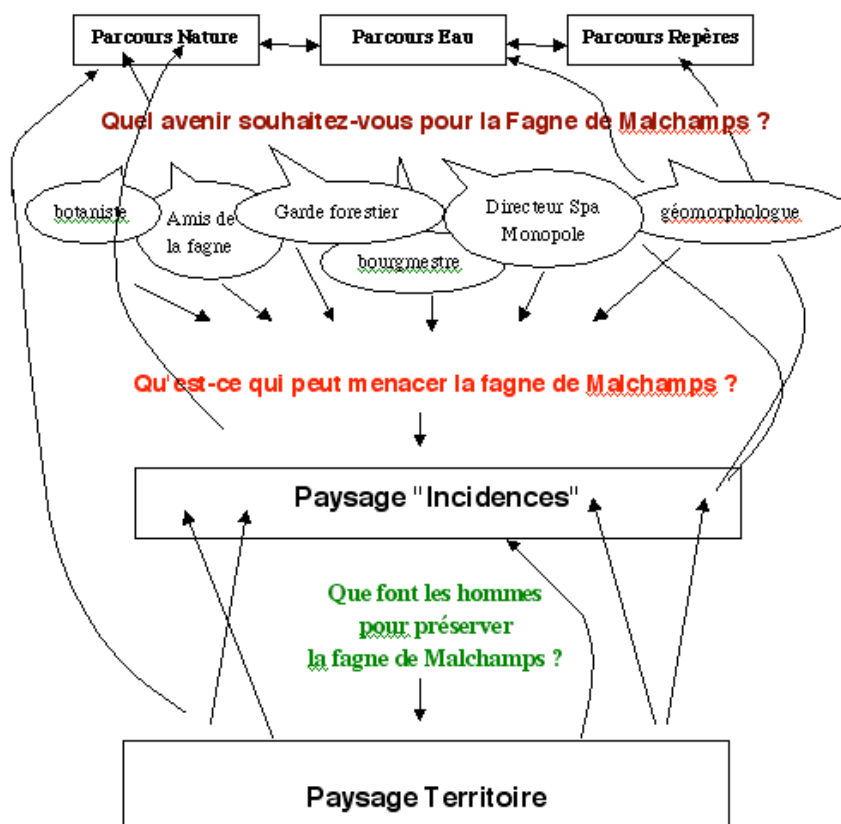 Parcours Nature
Parcours Eau
Parcours Repères
Quel avenir souhaitez-vous pour la Fagne de Malchamps ?
botaniste
Amis de
la fagne
Garde forestier
bourgmestre
Directeur Spa
Monopole
géomorphologue
Qu'est-ce qui peut menacer la fagne de Malchamps ?
Paysage "Incidences"
Que font les hommes
pour préserver
la fagne de Malchamps ?
Paysage Territoire